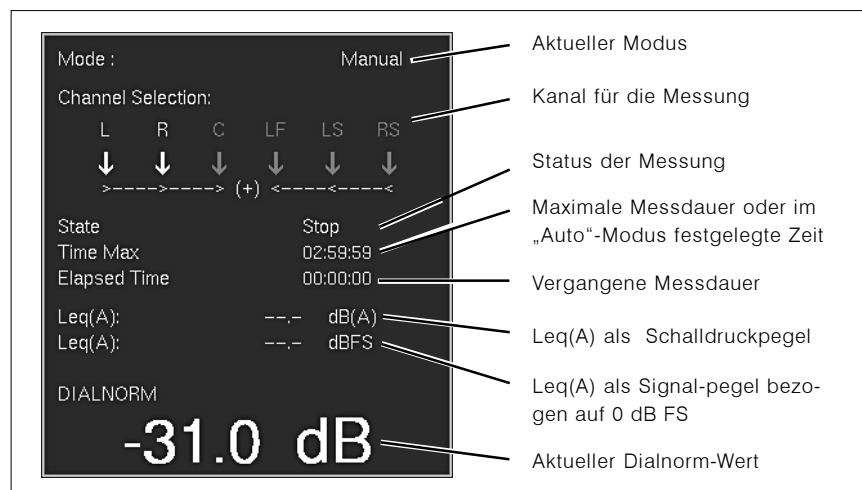 Mode : Manual
Channel Selection:
L R C LF LS RS
>---->----> (+) <----<----<
State Stop
Time Max 02:59:59
Elapsed Time 00:00:00
Leq(A): --.- dB(A)
Leq(A): --.- dBFS
DIALNORM
-31.0 dB
Aktueller Modus
Kanal für die Messung
Status der Messung
Maximale Messdauer oder im
„Auto“-Modus festgelegte Zeit
Vergangene Messdauer
Leq(A) als Schalldruckpegel
Leq(A) als Signal-pegel bezo-
gen auf 0 dB FS
Aktueller Dialnorm-Wert